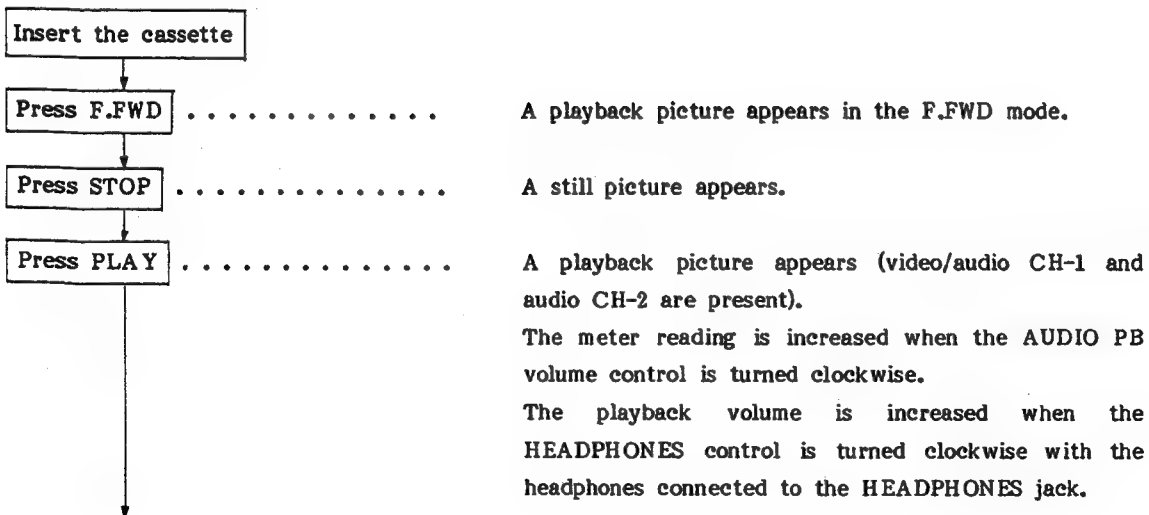 Insert the cassette
Press F.FWD . . . . . . . . . . . . . A playback picture appears in the F.FWD mode.
Press STOP . . . . . . . . . . . . . . A still picture appears.
Press PLAY . . . . . . . . . . . . . . A playback picture appears (video/audio CH-1 and
audio CH-2 are present).
The meter reading is increased when the AUDIO PB
volume control is turned clockwise.
The playback volume is increased when the
HEADPHONES control is turned clockwise with the
headphones connected to the HEADPHONES jack.